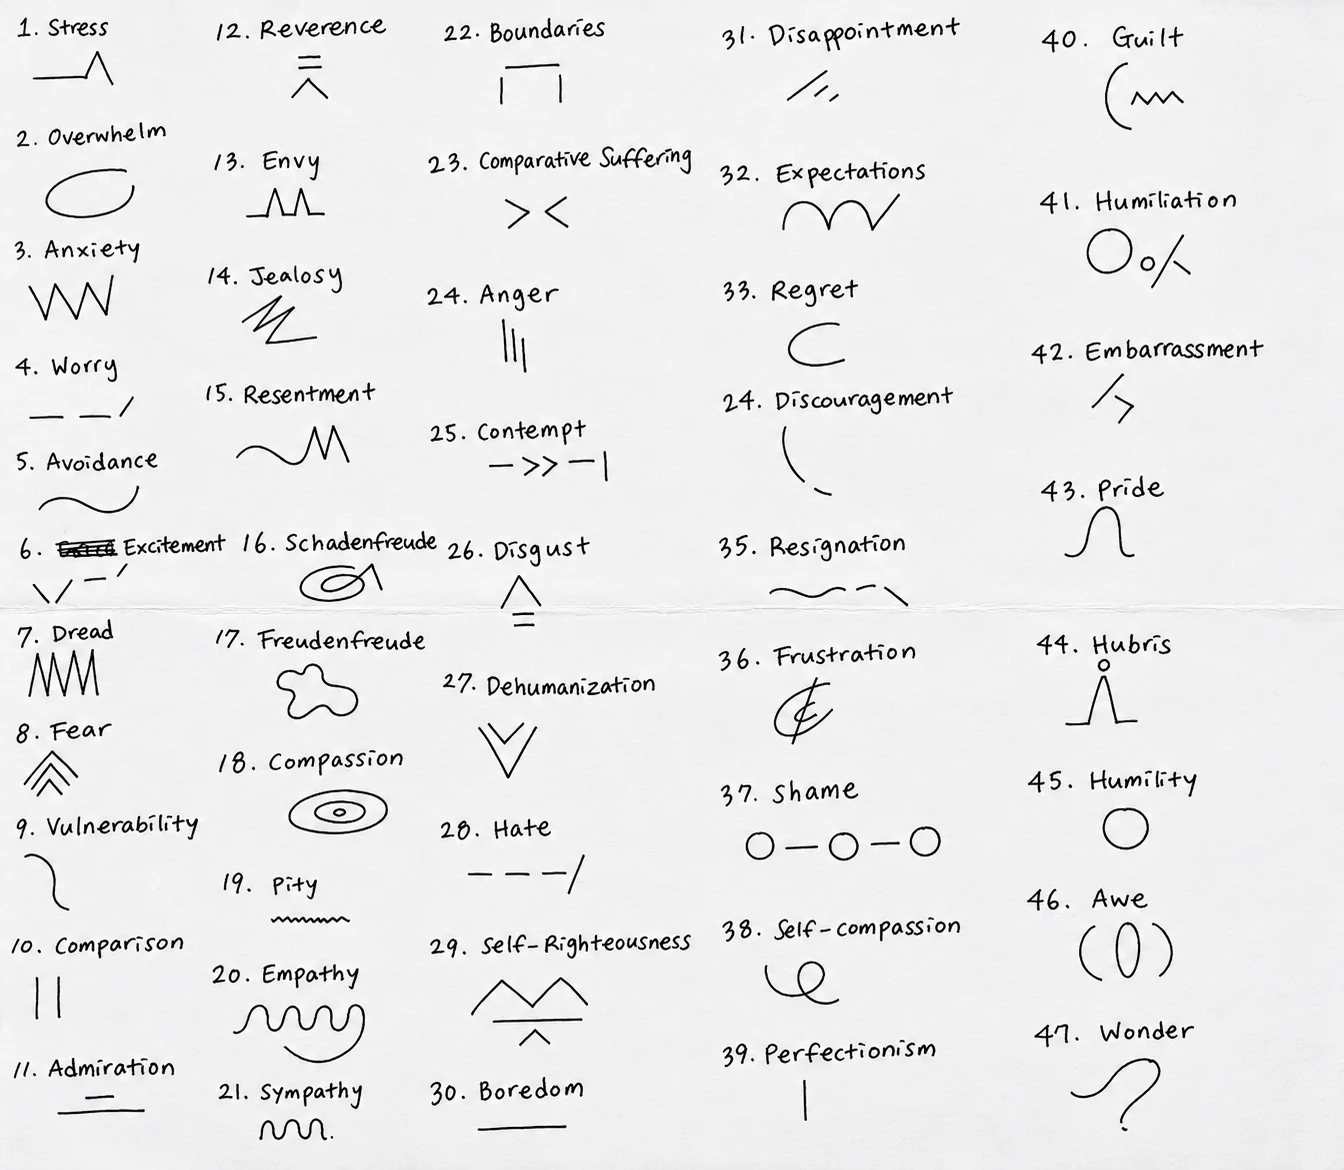 1. Stress
2. Overwhelm
3. Anxiety
4. Worry
5. Avoidance
6. Excitement
7. Dread
8. Fear
9. Vulnerability
10. Comparison
11. Admiration
12. Reverence
13. Envy
14. Jealosy
15. Resentment
16. Schadenfreude
17. Freudenfreude
18. Compassion
19. Pity
20. Empathy
21. Sympathy
22. Boundaries
23. Comparative Suffering
24. Anger
25. Contempt
26. Disgust
27. Dehumanization
28. Hate
29. Self-Righteousness
30. Boredom
31. Disappointment
32. Expectations
33. Regret
24. Discouragement
35. Resignation
36. Frustration
37. Shame
38. Self-compassion
39. Perfectionism
40. Guilt
41. Humiliation
42. Embarrassment
43. Pride
44. Hubris
45. Humility
46. Awe
47. Wonder